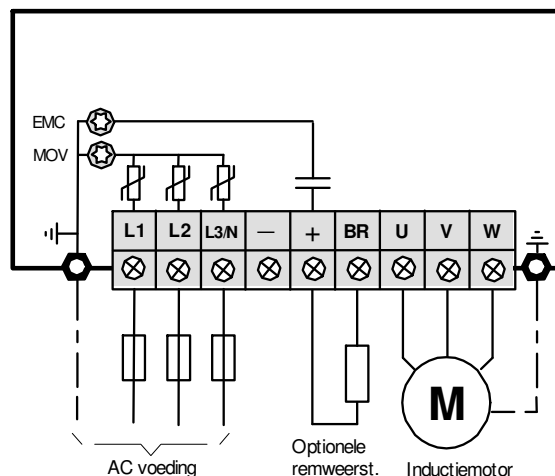 EMC
MOV
L1 L2 L3/N — + BR U V W
M
AC voeding
Optionele
remweerst.
Inductiemotor